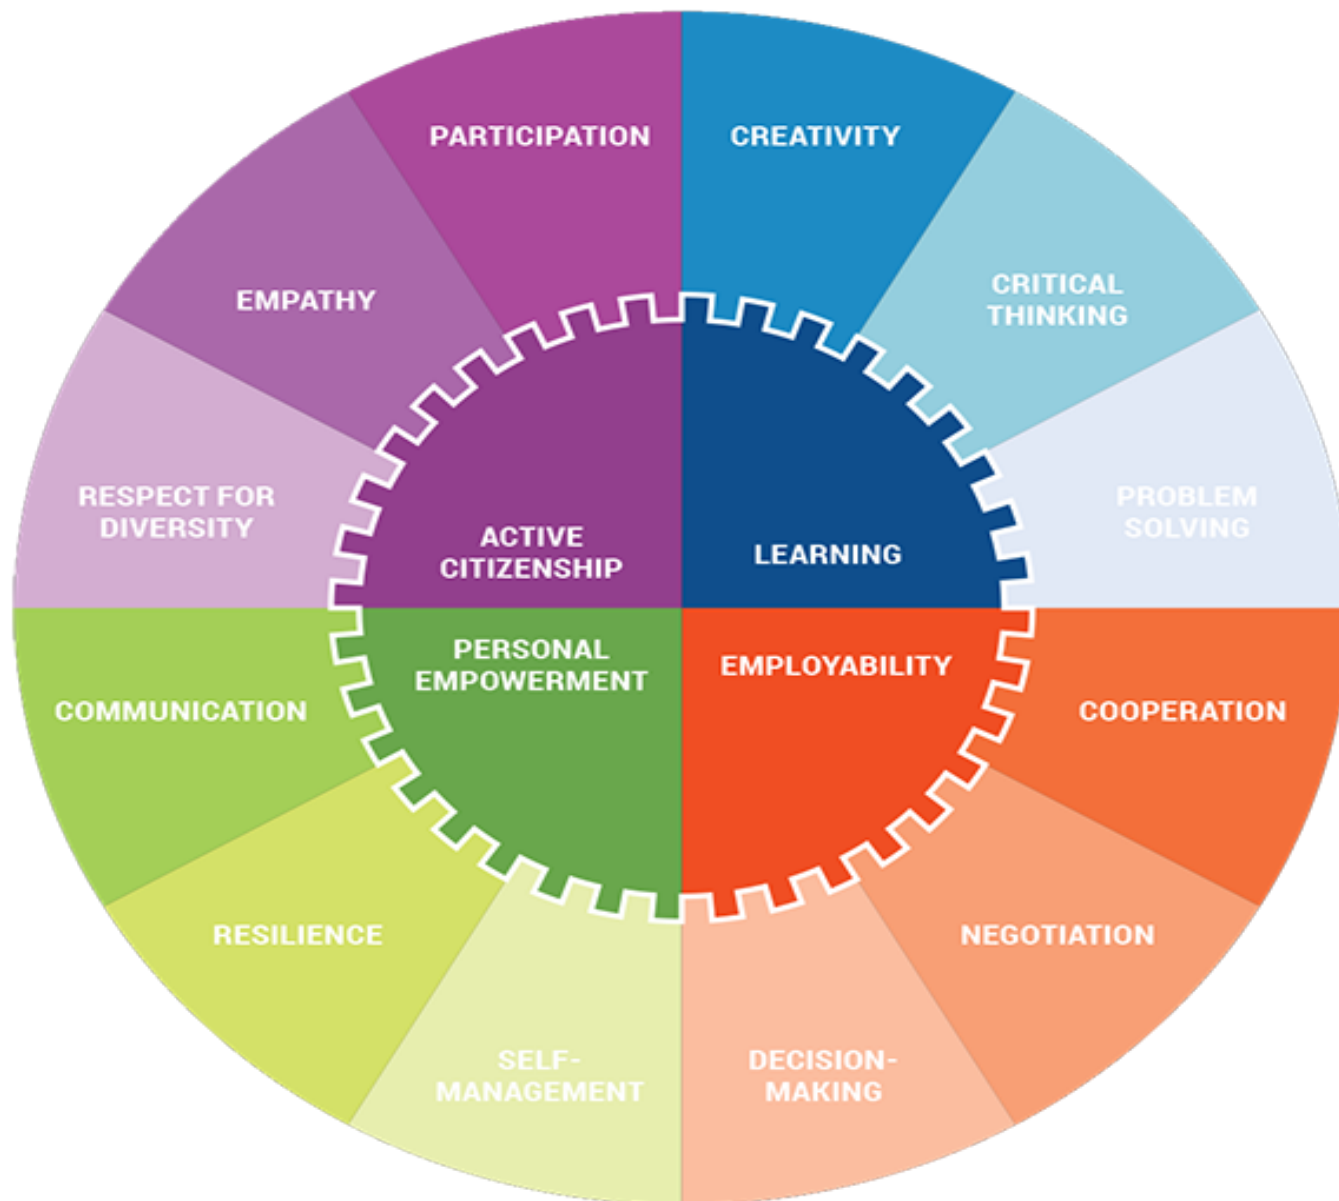 PARTICIPATION
CREATIVITY
EMPATHY
CRITICAL
THINKING
RESPECT FOR
DIVERSITY
PROBLEM
SOLVING
ACTIVE
CITIZENSHIP
LEARNING
PERSONAL
EMPOWERMENT
EMPLOYABILITY
COMMUNICATION
COOPERATION
RESILIENCE
NEGOTIATION
SELF-
MANAGEMENT
DECISION-
MAKING